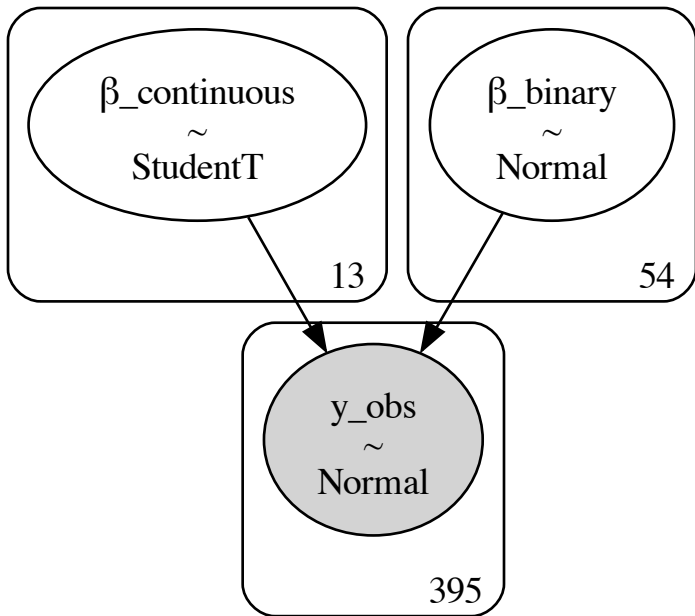 β_continuous
~
StudentT
13
β_binary
~
Normal
54
y_obs
~
Normal
395